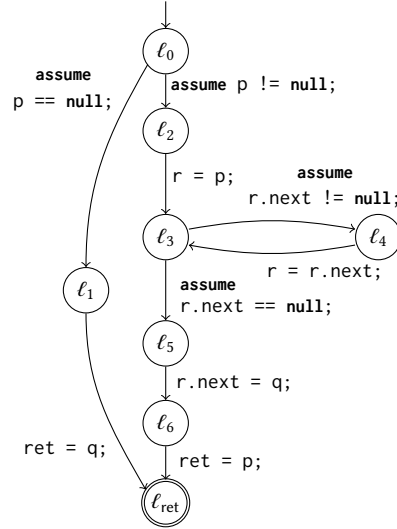 ℓ0
assume
p == null;
assume p != null;
ℓ2
r = p;
assume
r.next != null;
ℓ3
ℓ4
r = r.next;
ℓ1
assume
r.next == null;
ℓ5
r.next = q;
ℓ6
ret = q;
ret = p;
ℓret